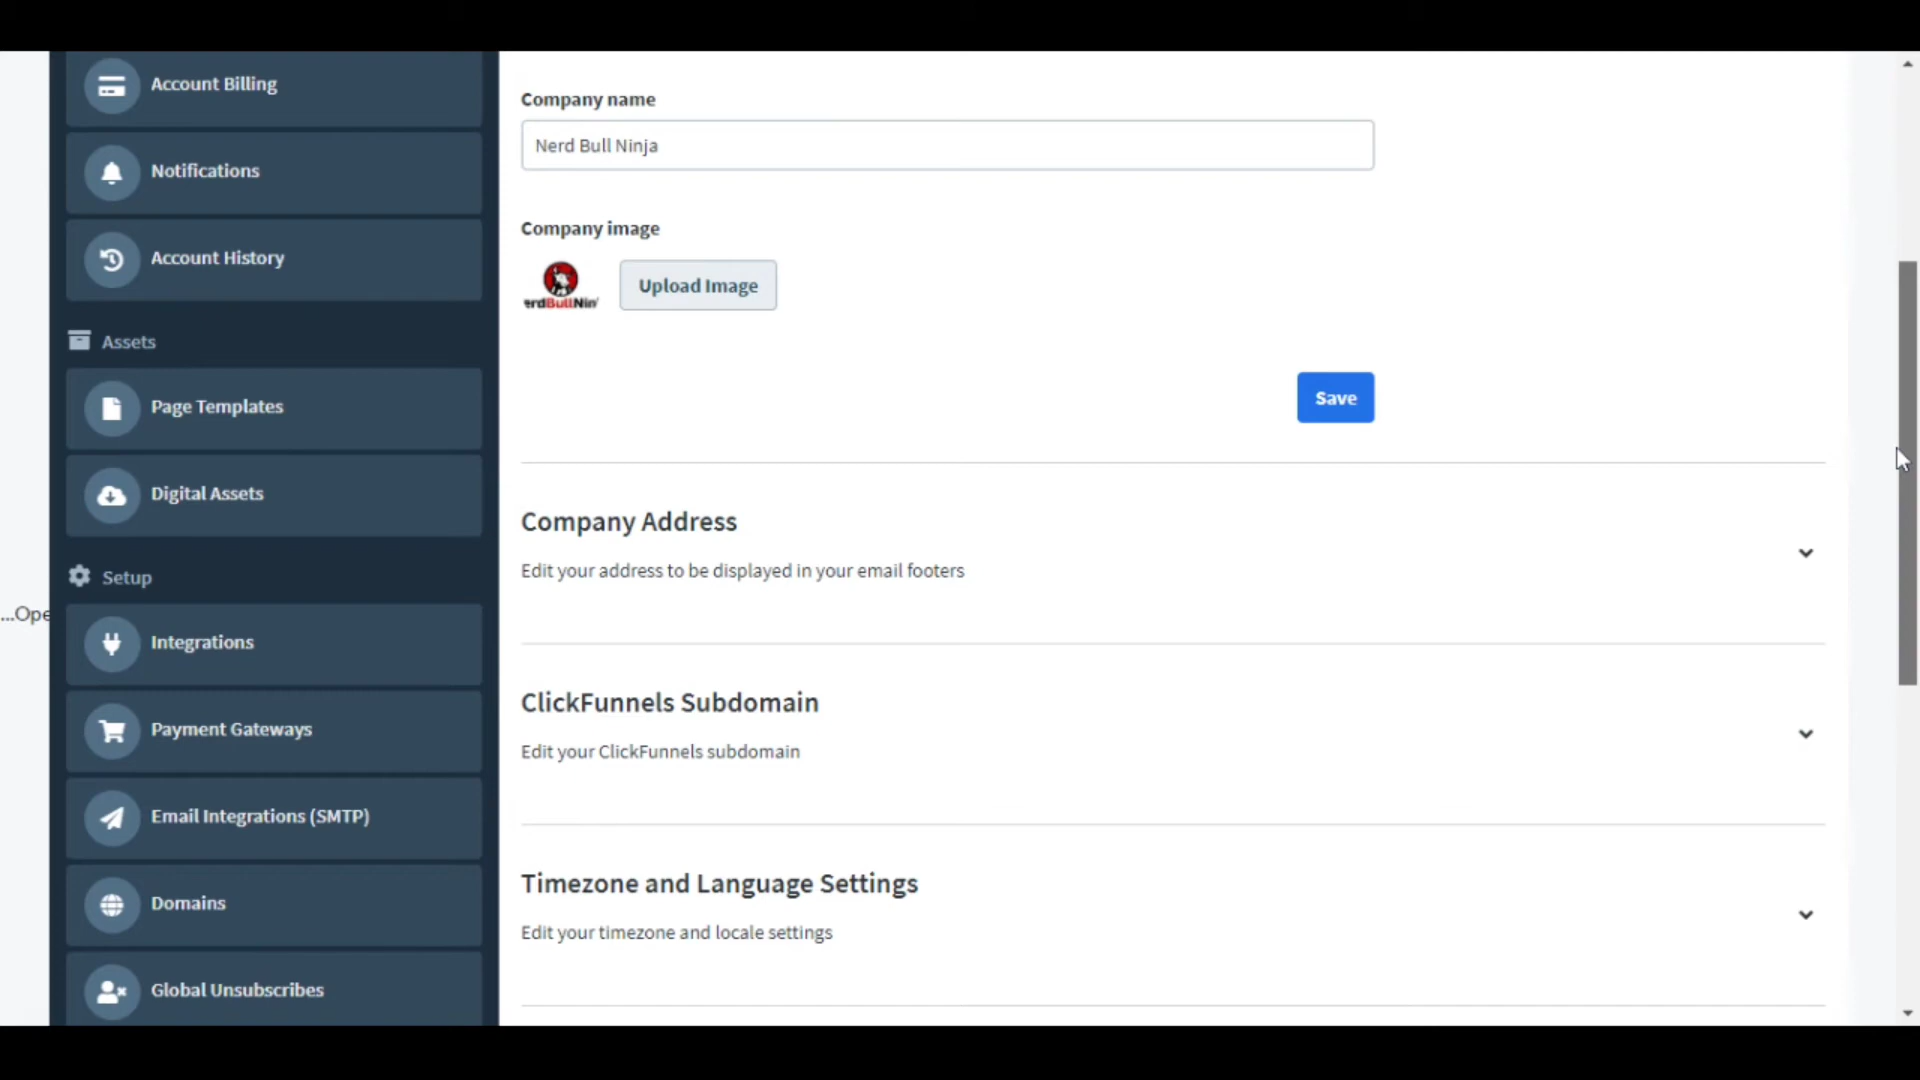 Account Billing
Notifications
Account History
Assets
Page Templates
Digital Assets
Setup
...Ope
Integrations
Payment Gateways
Email Integrations (SMTP)
Domains
Global Unsubscribes
Company name
Nerd Bull Ninja
Company image
erdBullNin
Upload Image
Save
Company Address
Edit your address to be displayed in your email footers
ClickFunnels Subdomain
Edit your ClickFunnels subdomain
Timezone and Language Settings
Edit your timezone and locale settings